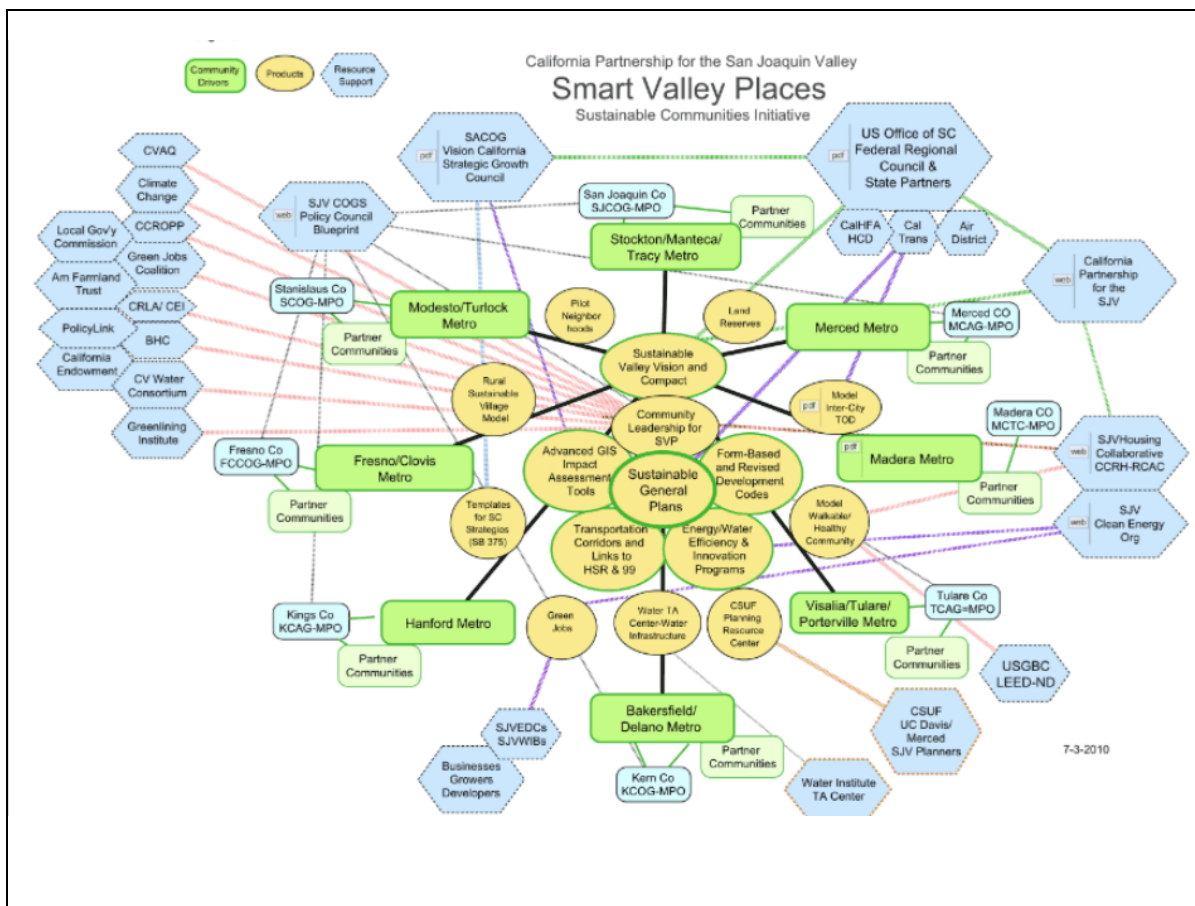 Community
Drivers
Products
Resource
Support
California Partnership for the San Joaquin Valley
Smart Valley Places
Sustainable Communities Initiative
CVAQ
Climate
Change
Local Gov'y
Commission
CCROPP
Green Jobs
Coalition
Am Farmland
Trust
CRLA/ CEI
PolicyLink
BHC
California
Endowment
CV Water
Consortium
Greenlining
Institute
web
SJV COGS
Policy Council
Blueprint
pdf
SACOG
Vision California
Strategic Growth
Council
pdf
US Office of SC
Federal Regional
Council &
State Partners
CalHFA
HCD
Cal
Trans
Air
District
web
California
Partnership
for the
SJV
San Joaquin Co
SJCOG-MPO
Partner
Communities
Stockton/Manteca/
Tracy Metro
Stanislaus Co
SCOG-MPO
Modesto/Turlock
Metro
Partner
Communities
Pilot
Neighbor
hoods
Land
Reserves
Merced Metro
Merced CO
MCAG-MPO
Partner
Communities
Sustainable
Valley Vision and
Compact
Rural
Sustainable
Village
Model
Community
Leadership for
SVP
pdf
Model
Inter-City
TOD
Madera CO
MCTC-MPO
pdf
Madera Metro
Partner
Communities
web
SJVHousing
Collaborative
CCRH-RCAC
Fresno Co
FCCOG-MPO
Fresno/Clovis
Metro
Partner
Communities
Advanced GIS
Impact
Assessment
Tools
Sustainable
General
Plans
Form-Based
and Revised
Development
Codes
Templates
for SC
Strategies
(SB 375)
Transportation
Corridors and
Links to
HSR & 99
Energy/Water
Efficiency &
Innovation
Programs
Model
Walkable/
Healthy
Community
web
SJV
Clean Energy
Org
Kings Co
KCAG-MPO
Hanford Metro
Partner
Communities
Green
Jobs
Water TA
Center-Water
Infrastructure
CSUF
Planning
Resource
Center
Visalia/Tulare/
Porterville Metro
Tulare Co
TCAG=MPO
Partner
Communities
USGBC
LEED-ND
SJVEDCs
SJVWIBs
Businesses
Growers
Developers
Bakersfield/
Delano Metro
Partner
Communities
Kern Co
KCOG-MPO
Water Institute
TA Center
CSUF
UC Davis/
Merced
SJV Planners
7-3-2010